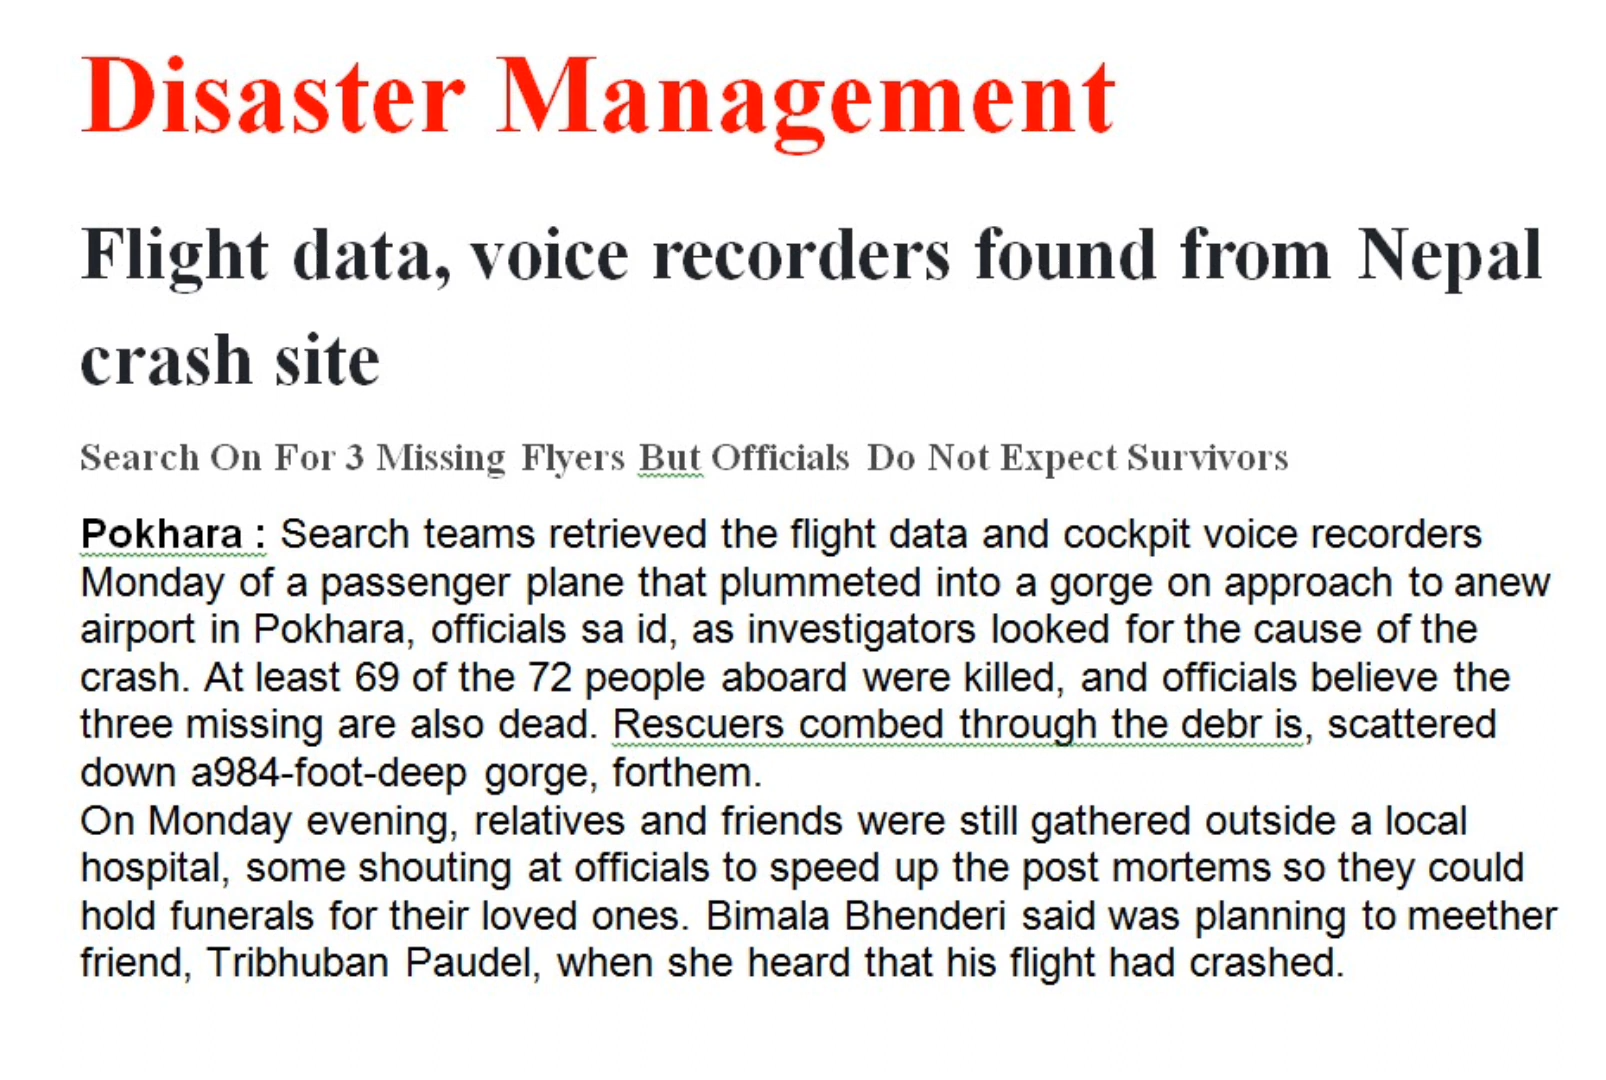 Disaster Management
Flight data, voice recorders found from Nepal
crash site
Search On For 3 Missing Flyers But Officials Do Not Expect Survivors
Pokhara : Search teams retrieved the flight data and cockpit voice recorders
Monday of a passenger plane that plummeted into a gorge on approach to anew
airport in Pokhara, officials sa id, as investigators looked for the cause of the
crash. At least 69 of the 72 people aboard were killed, and officials believe the
three missing are also dead. Rescuers combed through the debr is, scattered
down a984-foot-deep gorge, forthem.
On Monday evening, relatives and friends were still gathered outside a local
hospital, some shouting at officials to speed up the post mortems so they could
hold funerals for their loved ones. Bimala Bhenderi said was planning to meether
friend, Tribhuban Paudel, when she heard that his flight had crashed.